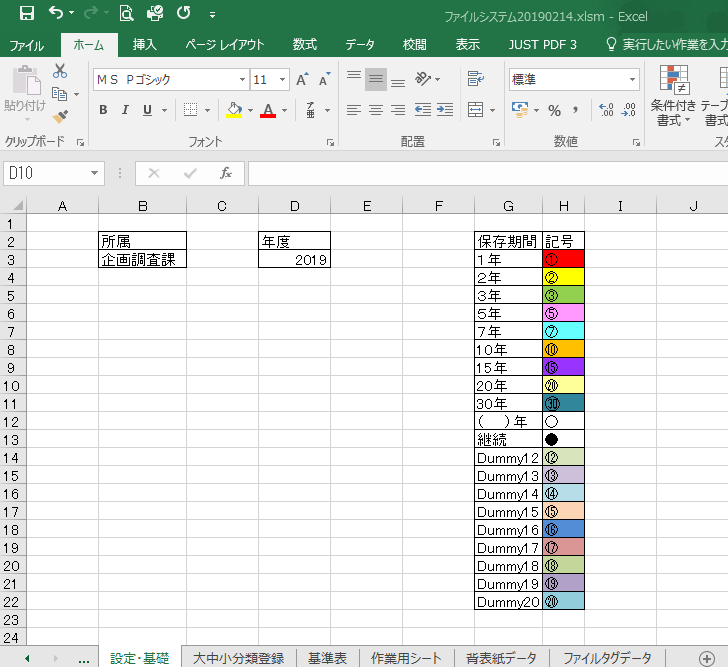 ファイルシステム20190214.xlsm - Excel
ファイル ホーム 挿入 ページ レイアウト 数式 データ 校閲 表示 JUST PDF 3 実行したい作業を入力
貼り付け
ＭＳ Ｐゴシック 11 標準
B I U
条件付き
書式
テーブ
書式
クリップボード フォント 配置 数値 スタ
D10 fx
A B C D E F G H I J
1
2 所属 年度 保存期間 記号
3 企画調査課 2019 １年 ①
4 ２年 ②
5 ３年 ③
6 ５年 ⑤
7 ７年 ⑦
8 10年 ⑩
9 15年 ⑮
10 20年 ⑳
11 30年 ㉚
12 (　)年 ○
13 継続 ●
14 Dummy12 ⑫
15 Dummy13 ⑬
16 Dummy14 ⑭
17 Dummy15 ⑮
18 Dummy16 ⑯
19 Dummy17 ⑰
20 Dummy18 ⑱
21 Dummy19 ⑲
22 Dummy20 ⑳
23
24
... 設定・基礎 大中小分類登録 基準表 作業用シート 背表紙データ ファイルタグデータ